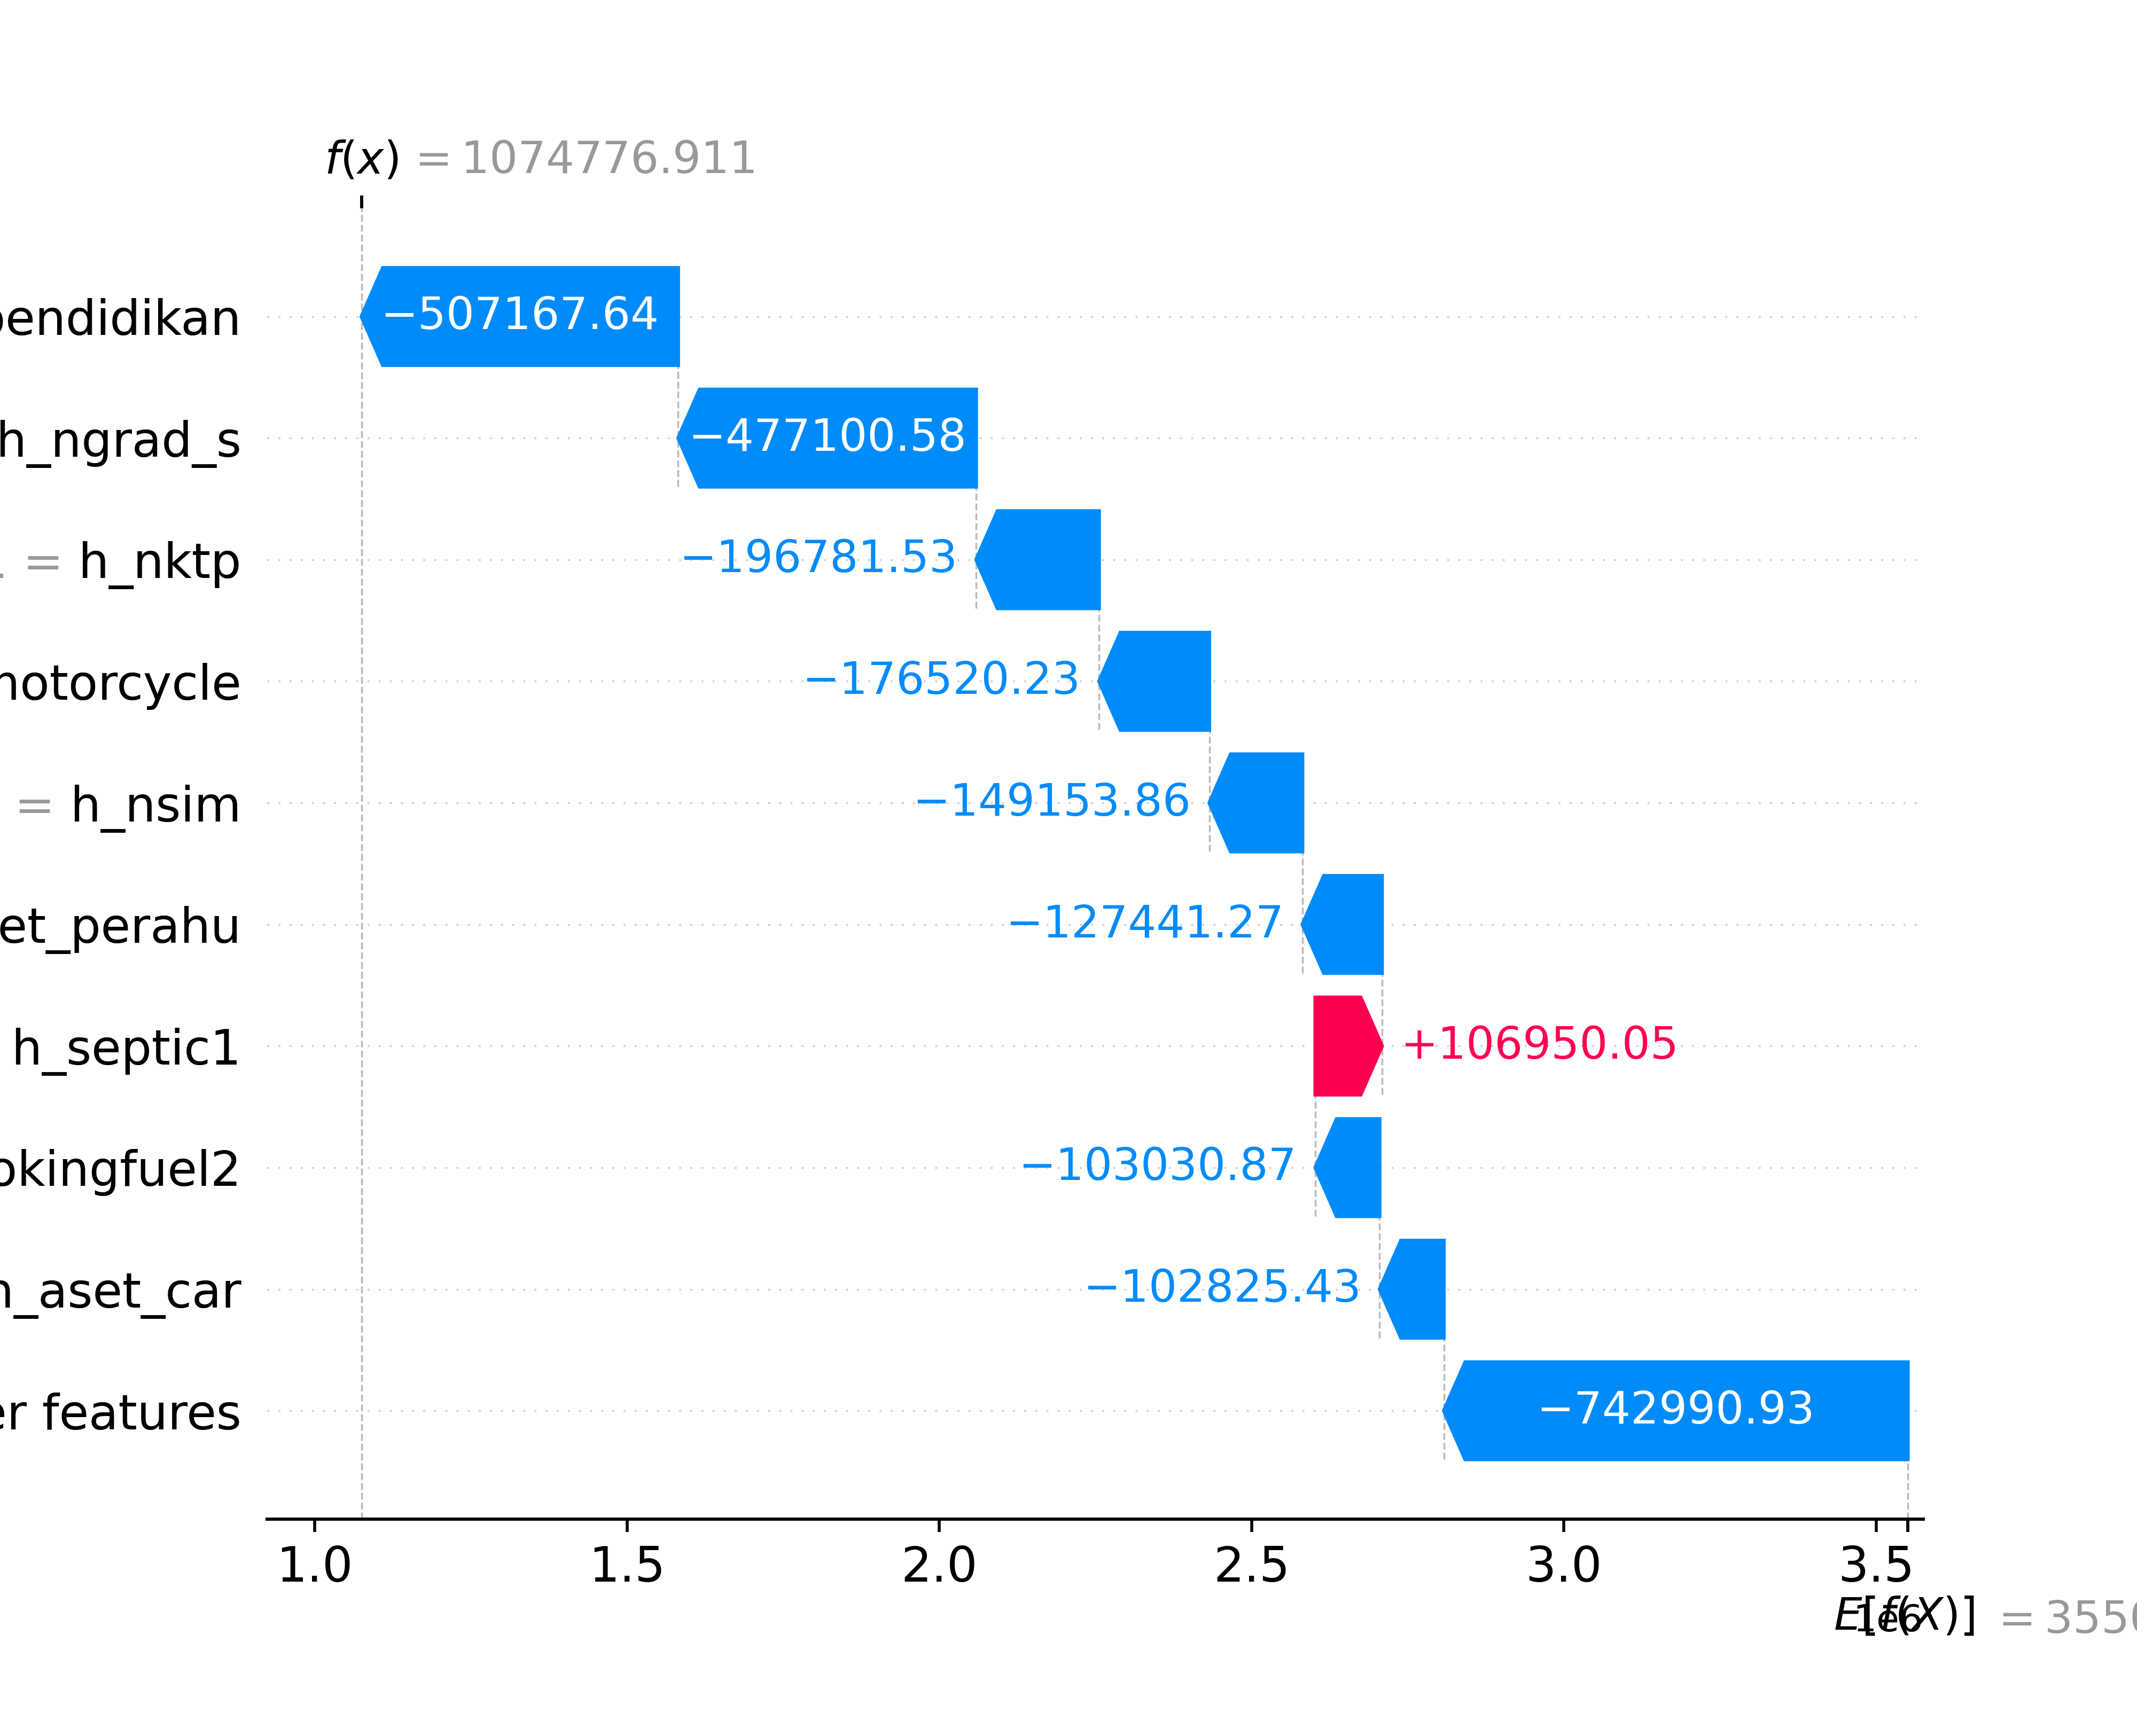 f(x) = 1074776.911
pendidikan −507167.64
h_ngrad_s −477100.58
= h_nktp −196781.53
motorcycle −176520.23
= h_nsim −149153.86
et_perahu −127441.27
h_septic1 +106950.05
okingfuel2 −103030.87
h_aset_car −102825.43
er features −742990.93
1.0 1.5 2.0 2.5 3.0 3.5
1e6
E[f(X)] = 3550